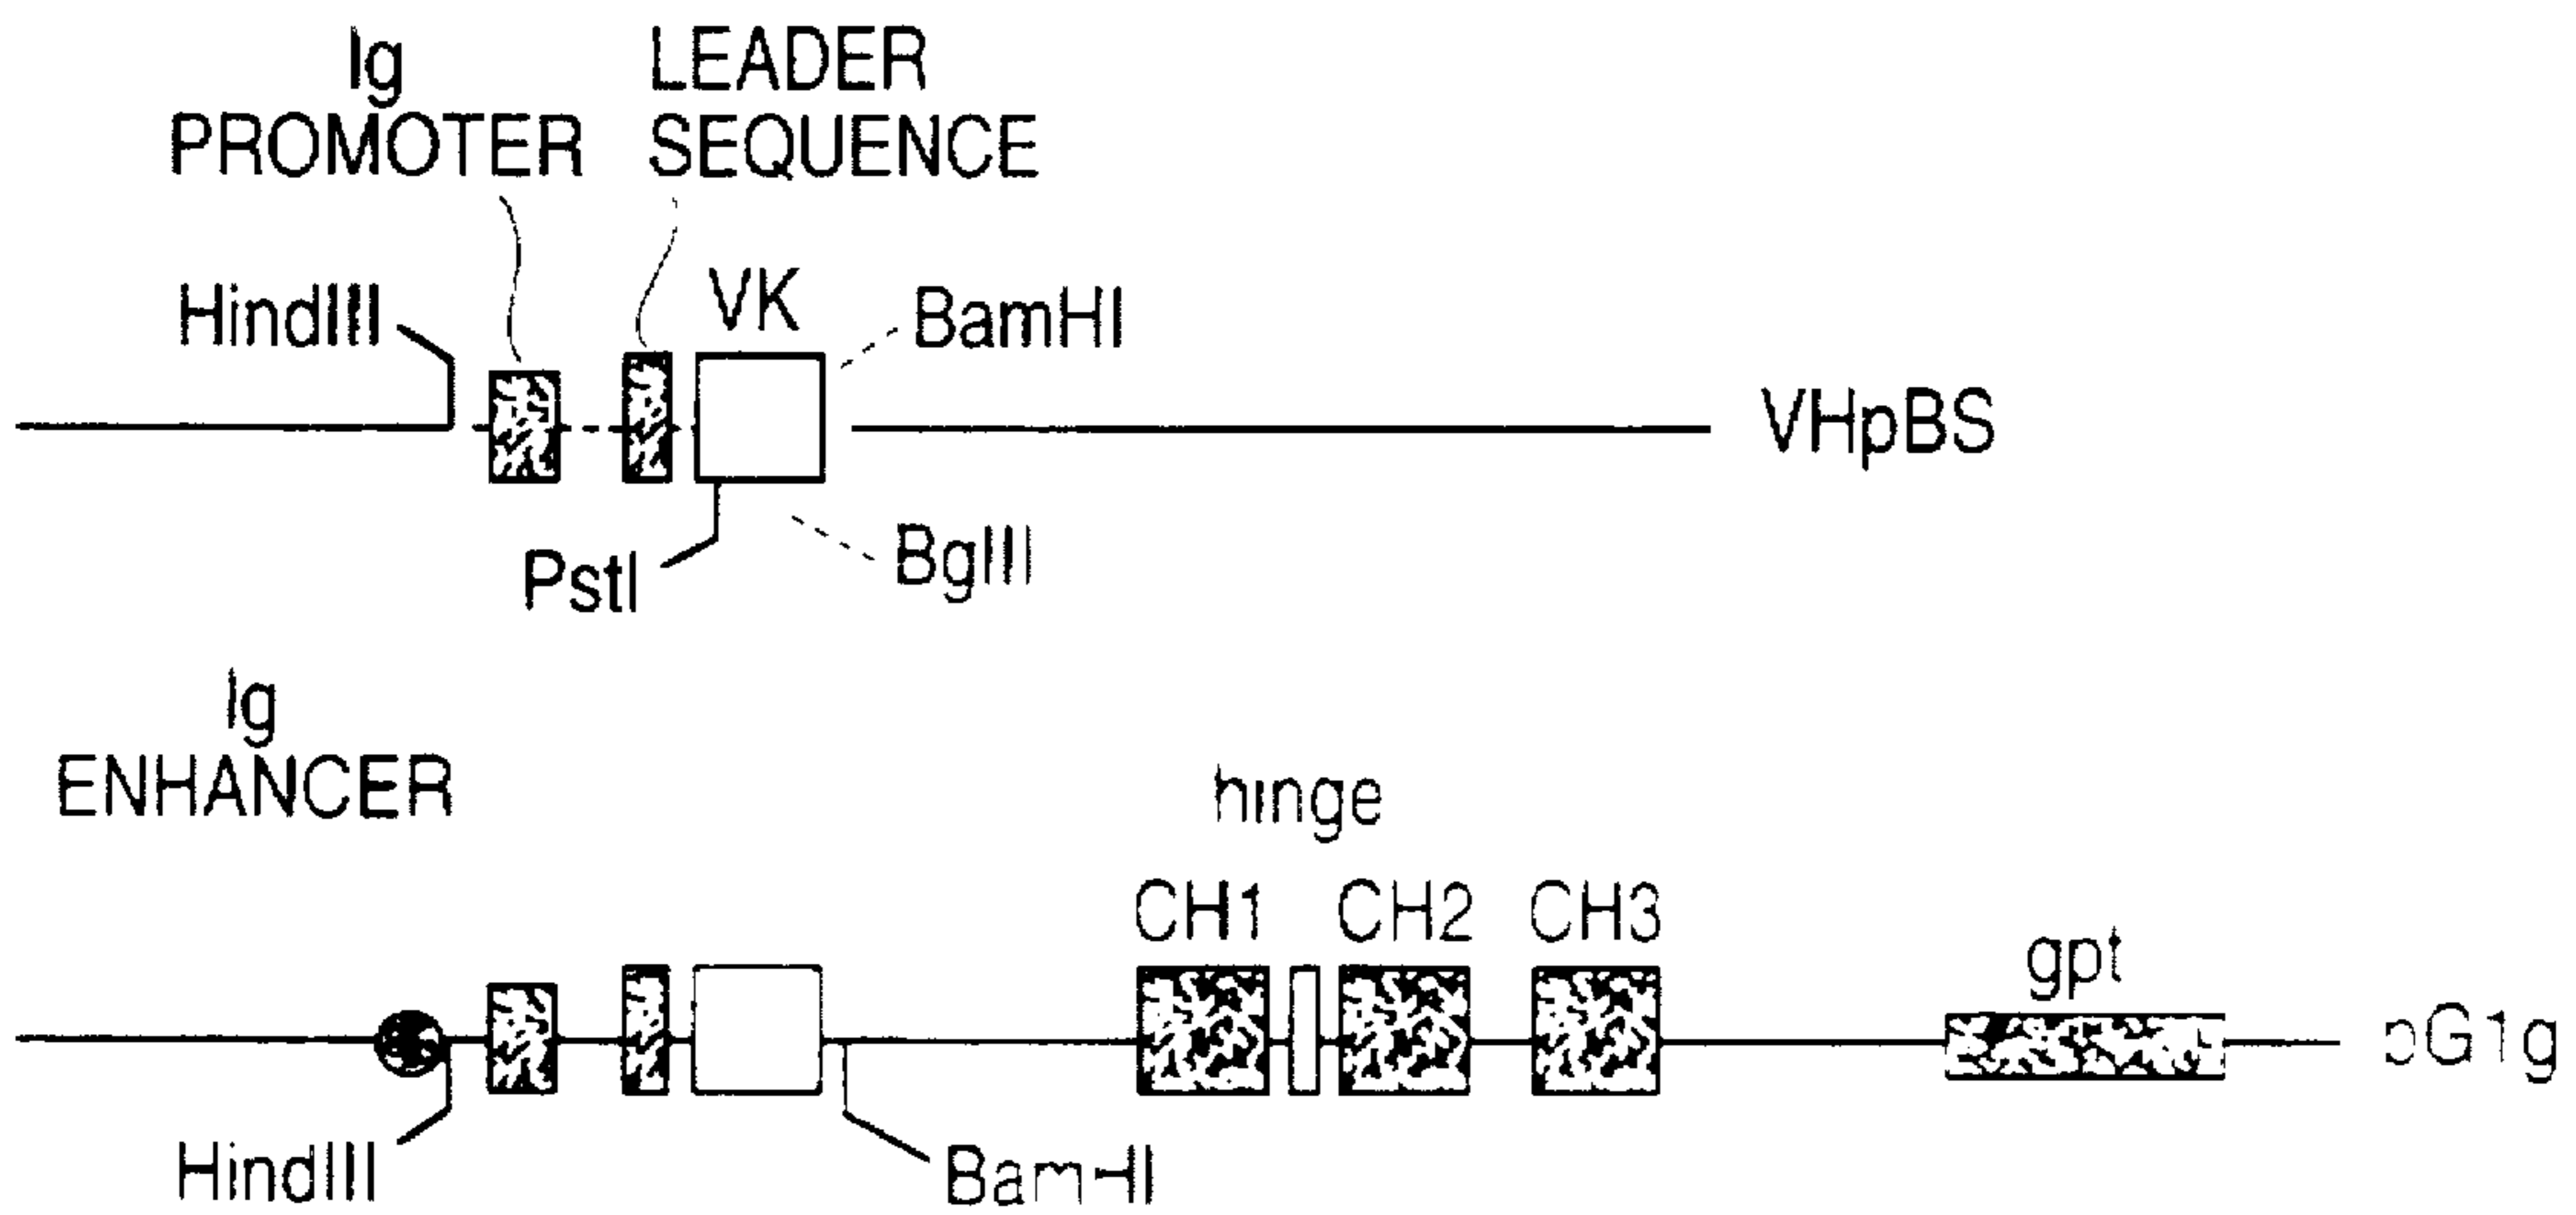 Ig
PROMOTER
LEADER
SEQUENCE
HindIII
VK
BamHI
VHpBS
PstI
BglII
Ig
ENHANCER
hinge
CH1
CH2
CH3
gpt
pG1g
HindIII
BamHI